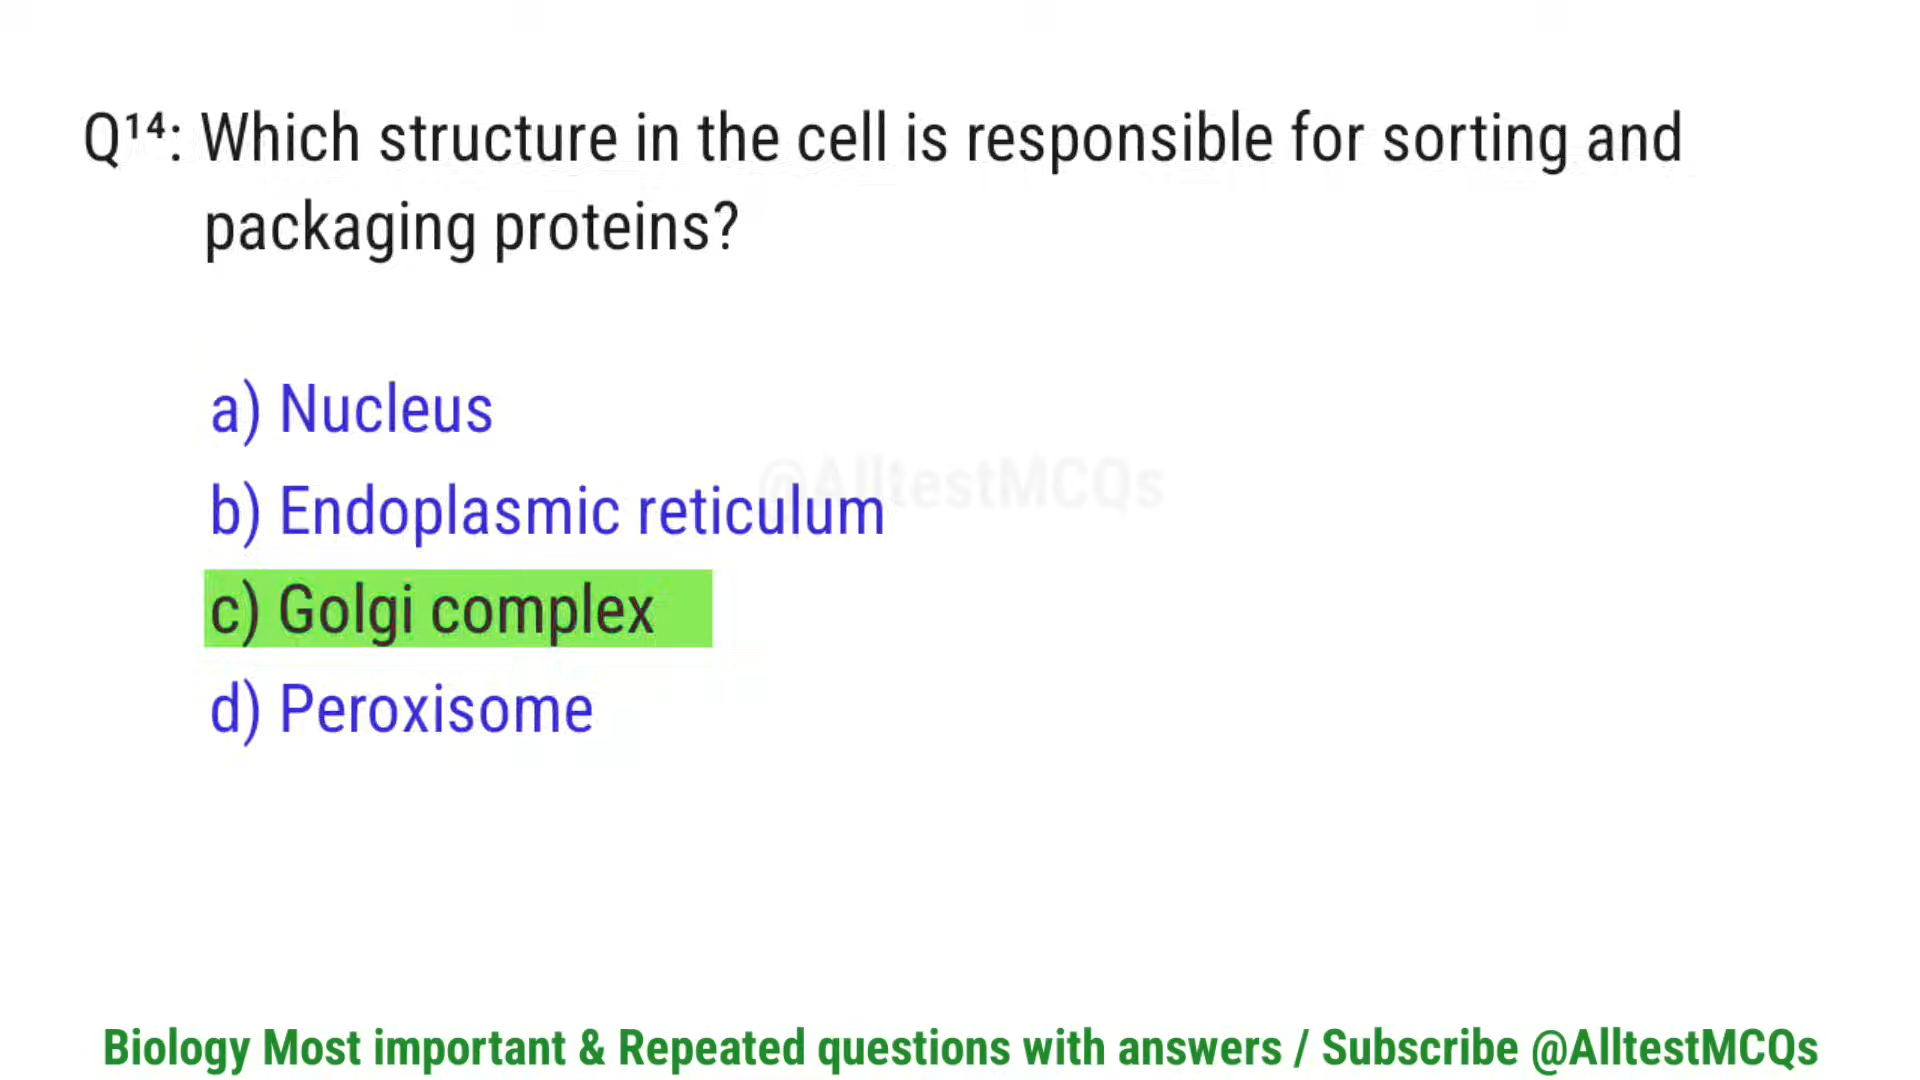 Q¹⁴: Which structure in the cell is responsible for sorting and
packaging proteins?
a) Nucleus
@AlltestMCQs
b) Endoplasmic reticulum
c) Golgi complex
d) Peroxisome
Biology Most important & Repeated questions with answers / Subscribe @AlltestMCQs